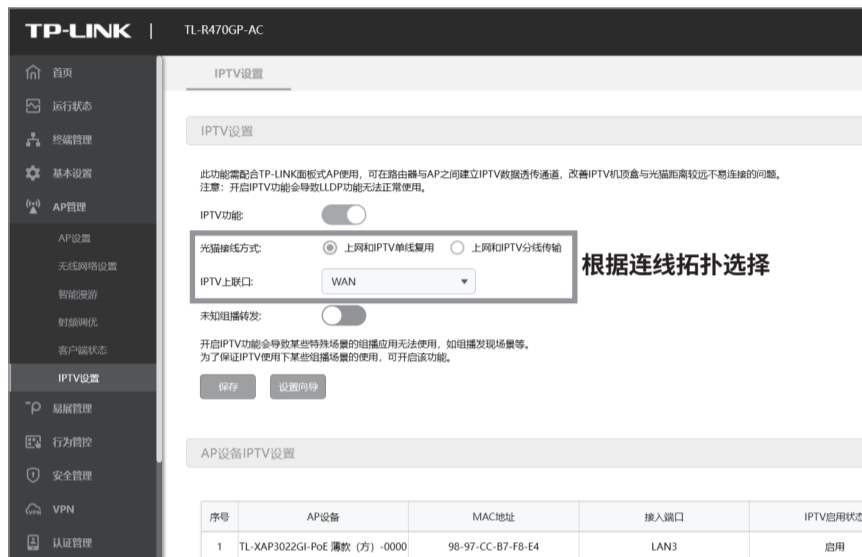 TP-LINK | TL-R470GP-AC
首页
运行状态
终端管理
基本设置
AP管理
AP设置
无线网络设置
智能漫游
射频调优
客户端状态
IPTV设置
易展管理
行为管控
安全管理
VPN
认证管理
IPTV设置
IPTV设置
此功能需配合TP-LINK面板式AP使用，可在路由器与AP之间建立IPTV数据透传通道，改善IPTV机顶盒与光猫距离较远不易连接的问题。
注意：开启IPTV功能会导致LLDP功能无法正常使用。
IPTV功能:
光猫接线方式: 上网和IPTV单线复用 上网和IPTV分线传输
IPTV上联口: WAN
根据连线拓扑选择
未知组播转发:
开启IPTV功能会导致某些特殊场景的组播应用无法使用，如组播发现场景等。
为了保证IPTV使用下某些组播场景的使用，可开启该功能。
保存 设置向导
AP设备IPTV设置
序号 AP设备 MAC地址 接入端口 IPTV启用状态
1 TL-XAP3022GI-PoE 薄款（方）-0000 98-97-CC-B7-F8-E4 LAN3 启用